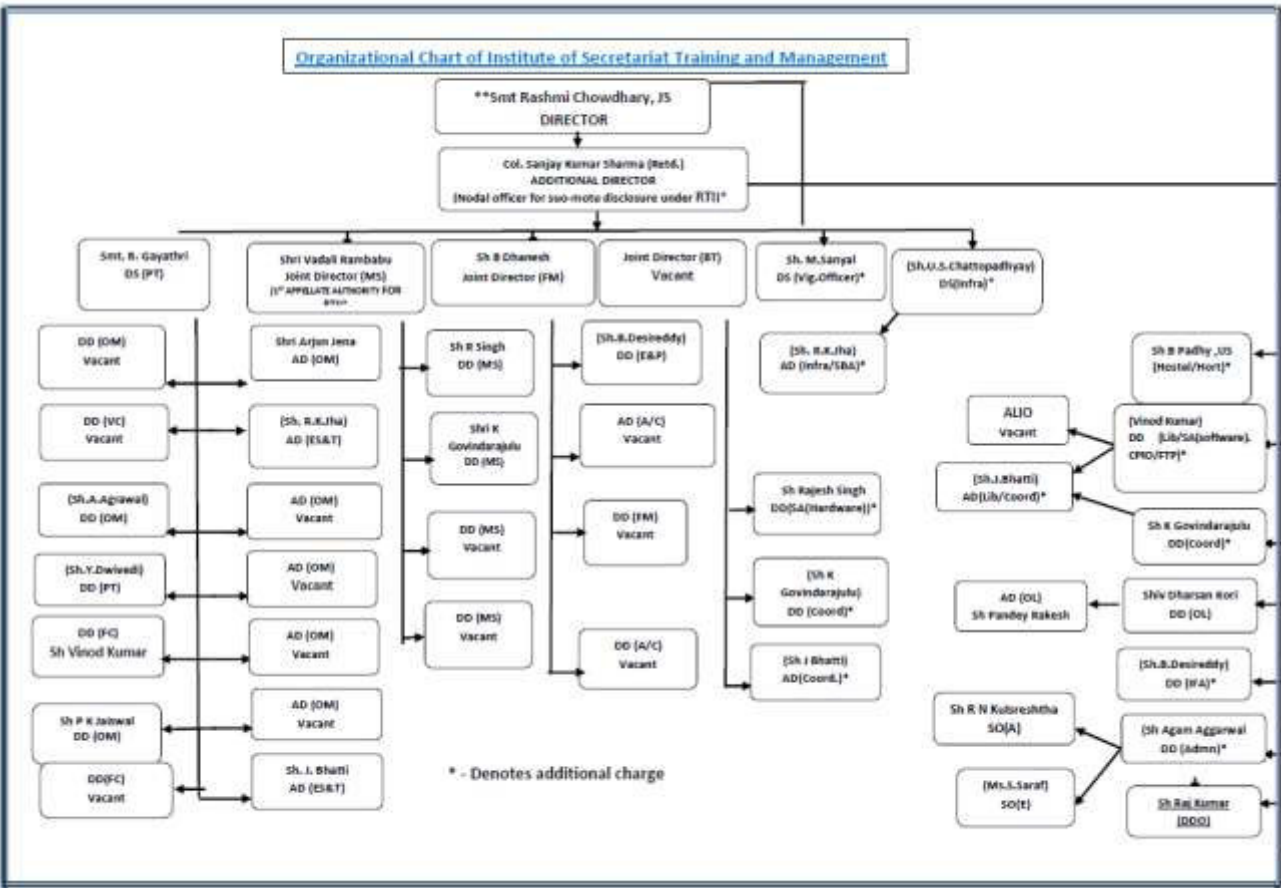 Organizational Chart of Institute of Secretariat Training and Management
**Smt Rashmi Chowdhary, JS
DIRECTOR
Col. Sanjay Kumar Sharma (Retd.)
ADDITIONAL DIRECTOR
(Nodal officer for suo-motu disclosure under RTI)*
Smt. R. Gayathri
DS (PT)
Shri Vadali Rambabu
Joint Director (MS)
(1ST APPELLATE AUTHORITY FOR
Sh B Dhanesh
Joint Director (FM)
Joint Director (BT)
Vacant
Sh. M.Sanyal
DS (Vig.Officer)*
(Sh.U.S.Chattopadhyay)
DS(Infra)*
DD (OM)
Vacant
DD (VC)
Vacant
(Sh.A.Agrawal)
DD (OM)
(Sh.Y.Dwivedi)
DD (PT)
DD (FC)
Sh Vinod Kumar
Sh P K Jaiswal
DD (OM)
DD(FC)
Vacant
Shri Arjun Jena
AD (OM)
(Sh. R.K.Jha)
AD (ES&T)
AD (OM)
Vacant
AD (OM)
Vacant
AD (OM)
Vacant
AD (OM)
Vacant
Sh. J. Bhatti
AD (ES&T)
Sh R Singh
DD (MS)
Shri K
Govindarajulu
DD (MS)
DD (MS)
Vacant
DD (MS)
Vacant
(Sh.B.Desireddy)
DD (E&P)
AD (A/C)
Vacant
DD (FM)
Vacant
DD (A/C)
Vacant
(Sh. R.K.Jha)
AD (Infra/SBA)*
Sh Rajesh Singh
DD(SA(Hardware))*
(Sh K
Govindarajulu)
DD (Coord)*
(Sh J Bhatti)
AD(Coord.)*
Sh B Padhy ,US
(Hostel/Hort)*
ALIO
Vacant
(Vinod Kumar)
DD (Lib/SA(software).
CPIO/FTP)*
(Sh.J.Bhatti)
AD(Lib/Coord)*
Sh K Govindarajulu
DD(Coord)*
AD (OL)
Sh Pandey Rakesh
Shiv Dharsan Kori
DD (OL)
(Sh.B.Desireddy)
DD (IFA)*
Sh R N Kulsreshtha
SO(A)
(Sh Agam Aggarwal
DD (Admn)*
(Ms.S.Saraf)
SO(E)
Sh Raj Kumar
(DDO)
* - Denotes additional charge